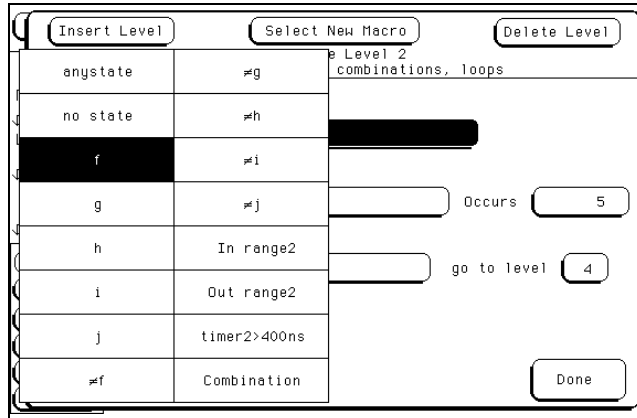 Insert Level Select New Macro Delete Level
e Level 2
combinations, loops
anystate ≠g
no state ≠h
f ≠i
g ≠j
Occurs 5
h In range2
i Out range2
go to level 4
j timer2>400ns
≠f Combination
Done